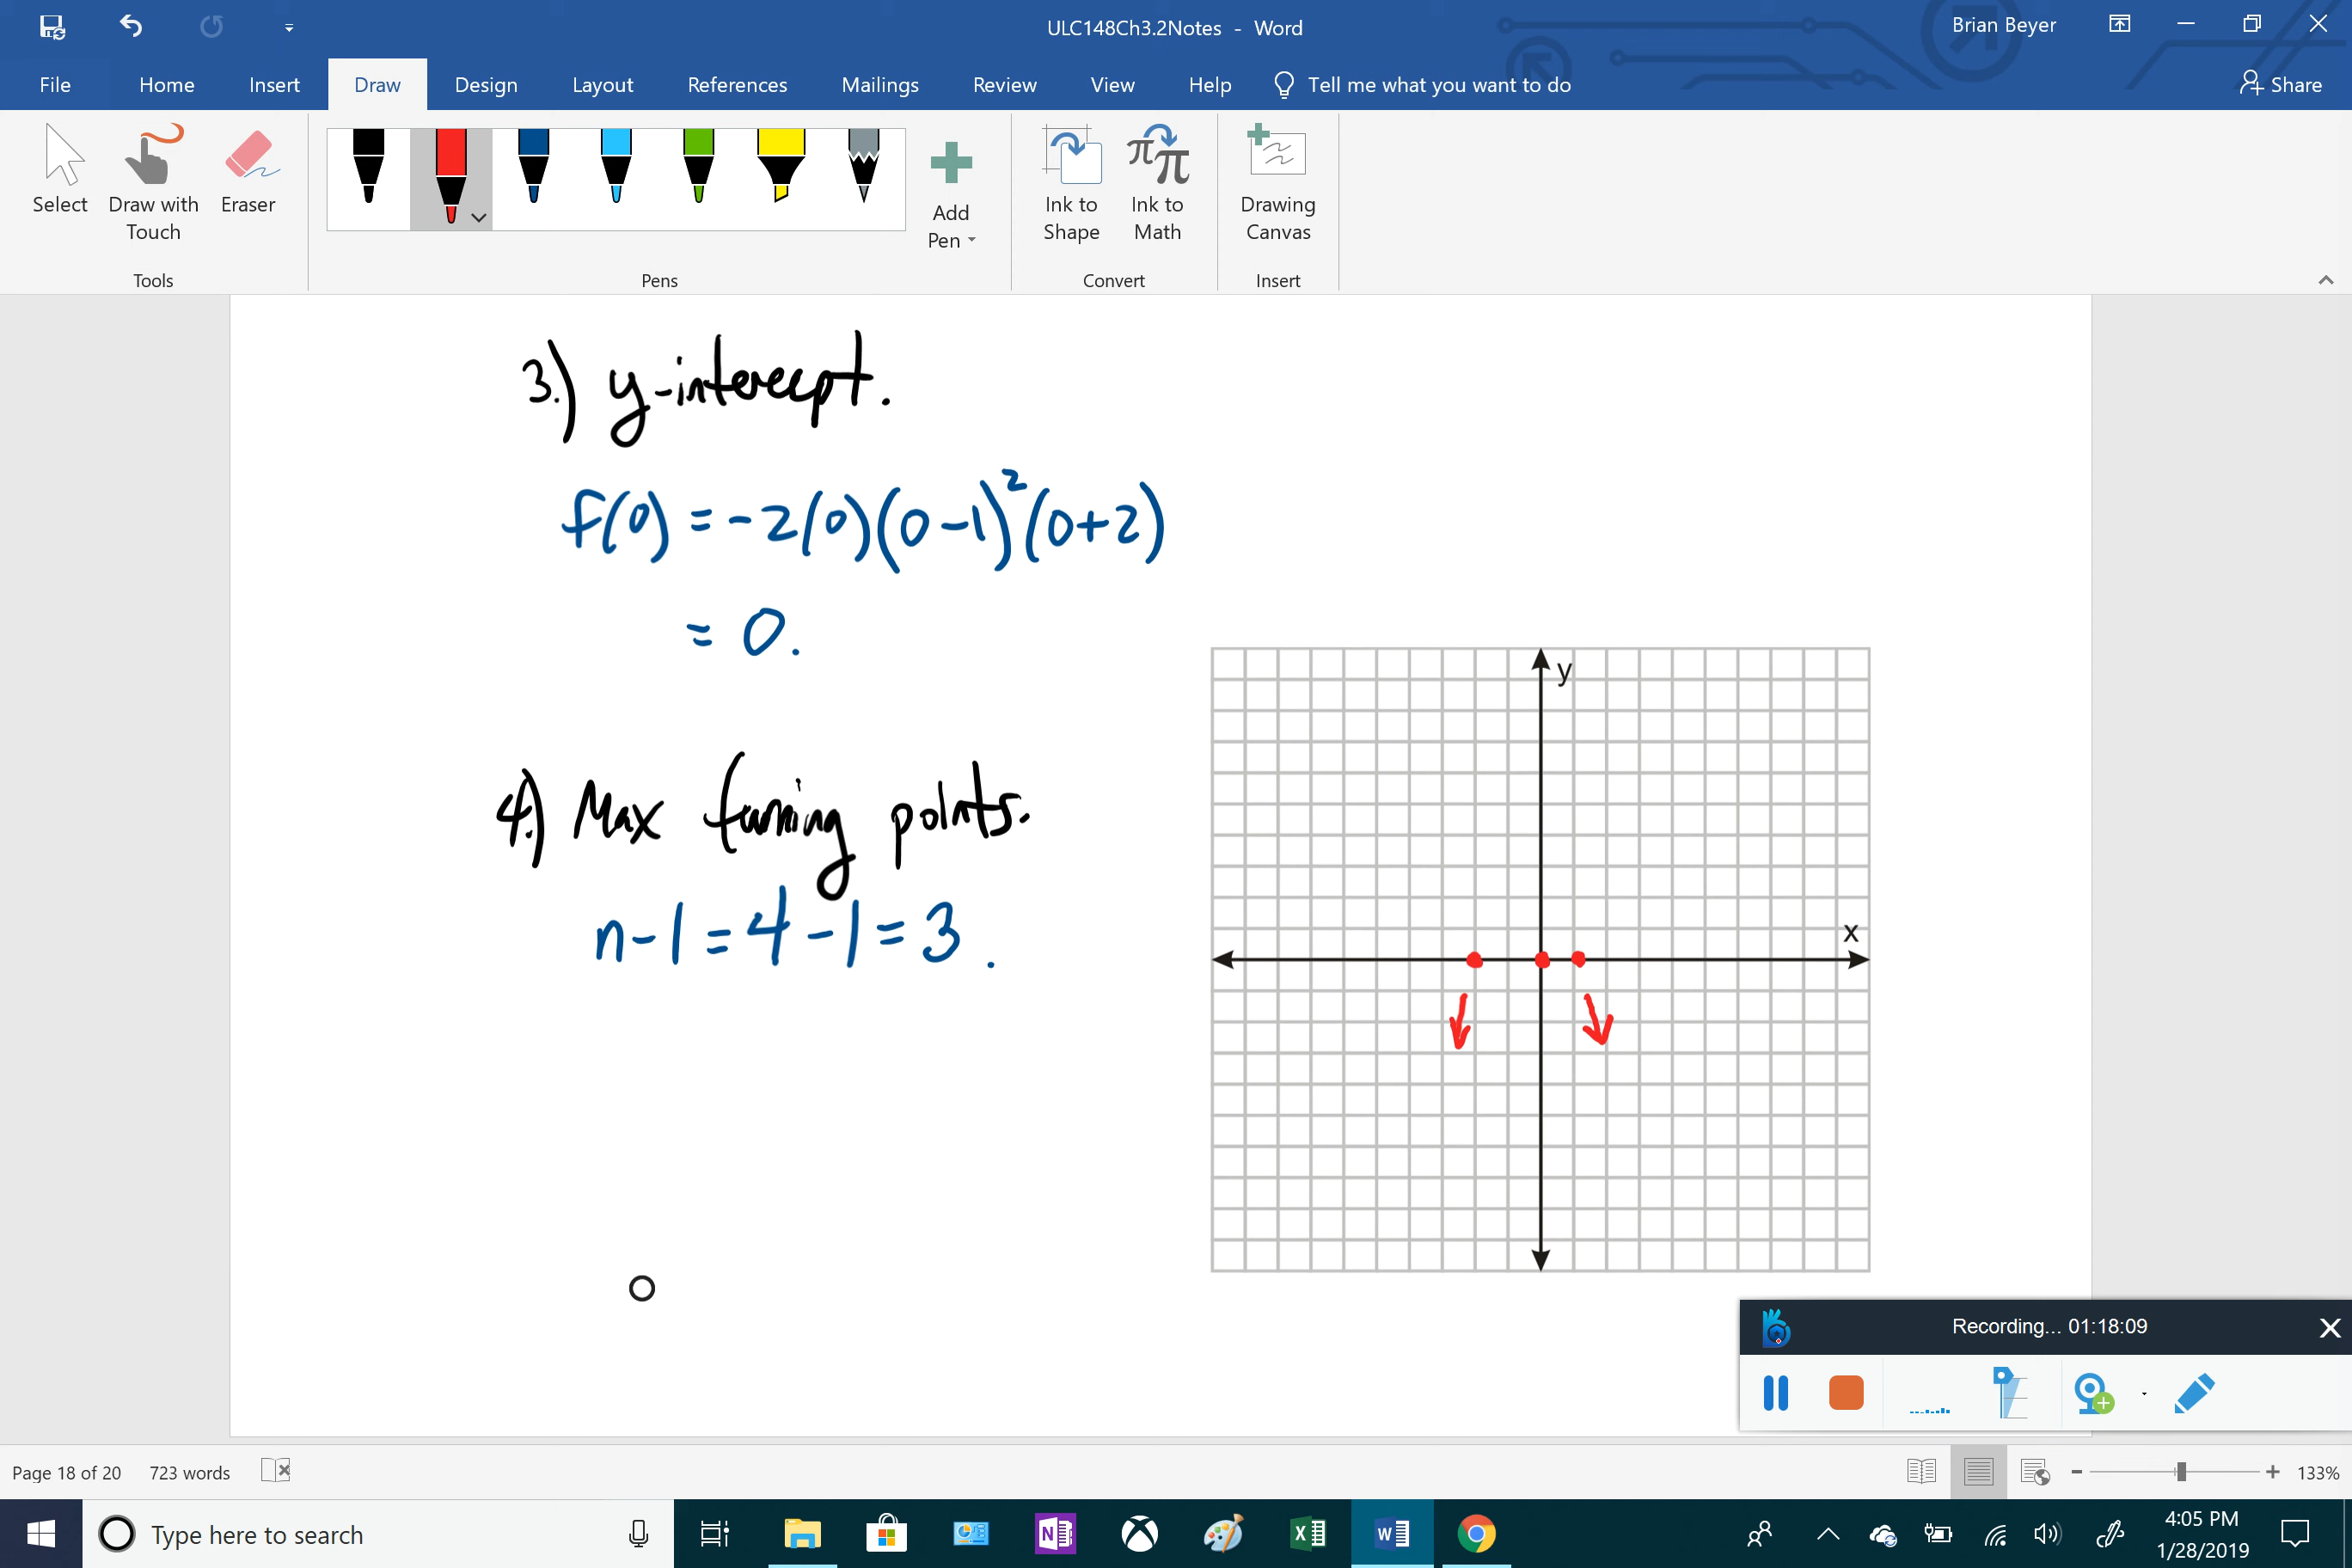 ULC148Ch3.2Notes - Word
Brian Beyer
File Home Insert Draw Design Layout References Mailings Review View Help Tell me what you want to do Share
Select Draw with Touch Eraser
Add Pen
Ink to Shape Ink to Math
Drawing Canvas
Tools Pens Convert Insert
3.) y-intercept.
f(0) = -2(0)(0-1)²(0+2)
= 0.
y
4.) Max turning points.
n-1 = 4-1 = 3.
x
Recording... 01:18:09
Page 18 of 20 723 words
133%
Type here to search
4:05 PM
1/28/2019